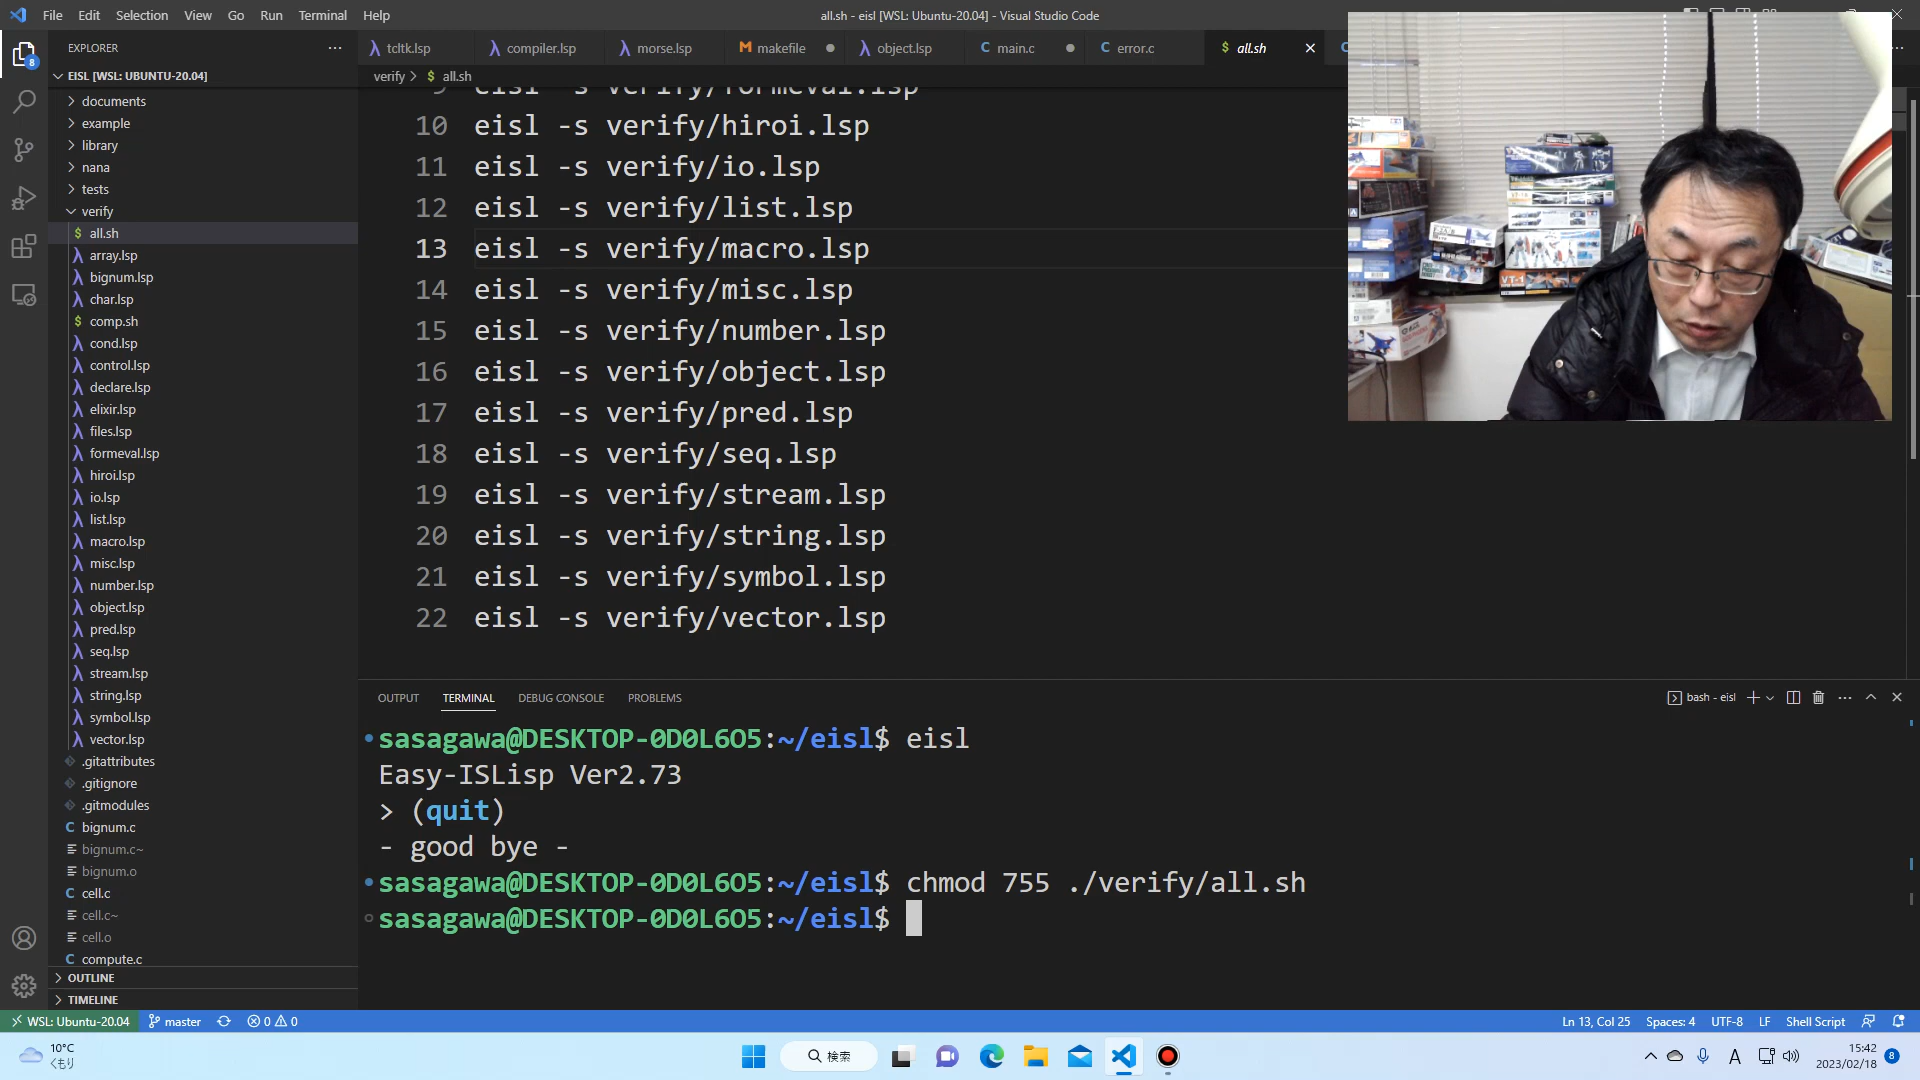 File Edit Selection View Go Run Terminal Help
all.sh - eisl [WSL: Ubuntu-20.04] - Visual Studio Code
EXPLORER
tcltk.lsp compiler.lsp morse.lsp makefile object.lsp main.c error.c all.sh
EISL [WSL: UBUNTU-20.04]
verify > all.sh
documents
example
library
nana
tests
verify
all.sh
array.lsp
bignum.lsp
char.lsp
comp.sh
cond.lsp
control.lsp
declare.lsp
elixir.lsp
files.lsp
formeval.lsp
hiroi.lsp
io.lsp
list.lsp
macro.lsp
misc.lsp
number.lsp
object.lsp
pred.lsp
seq.lsp
stream.lsp
string.lsp
symbol.lsp
vector.lsp
.gitattributes
.gitignore
.gitmodules
bignum.c
bignum.c~
bignum.o
cell.c
cell.c~
cell.o
compute.c
OUTLINE
TIMELINE
9 eisl -s verify/formeval.lsp
10 eisl -s verify/hiroi.lsp
11 eisl -s verify/io.lsp
12 eisl -s verify/list.lsp
13 eisl -s verify/macro.lsp
14 eisl -s verify/misc.lsp
15 eisl -s verify/number.lsp
16 eisl -s verify/object.lsp
17 eisl -s verify/pred.lsp
18 eisl -s verify/seq.lsp
19 eisl -s verify/stream.lsp
20 eisl -s verify/string.lsp
21 eisl -s verify/symbol.lsp
22 eisl -s verify/vector.lsp
VT-1
OUTPUT TERMINAL DEBUG CONSOLE PROBLEMS
bash - eisl
sasagawa@DESKTOP-0D0L6O5:~/eisl$ eisl
Easy-ISLisp Ver2.73
> (quit)
- good bye -
sasagawa@DESKTOP-0D0L6O5:~/eisl$ chmod 755 ./verify/all.sh
sasagawa@DESKTOP-0D0L6O5:~/eisl$
WSL: Ubuntu-20.04 master 0 0
Ln 13, Col 25 Spaces: 4 UTF-8 LF Shell Script
10°C
くもり
検索
A
15:42
2023/02/18
8